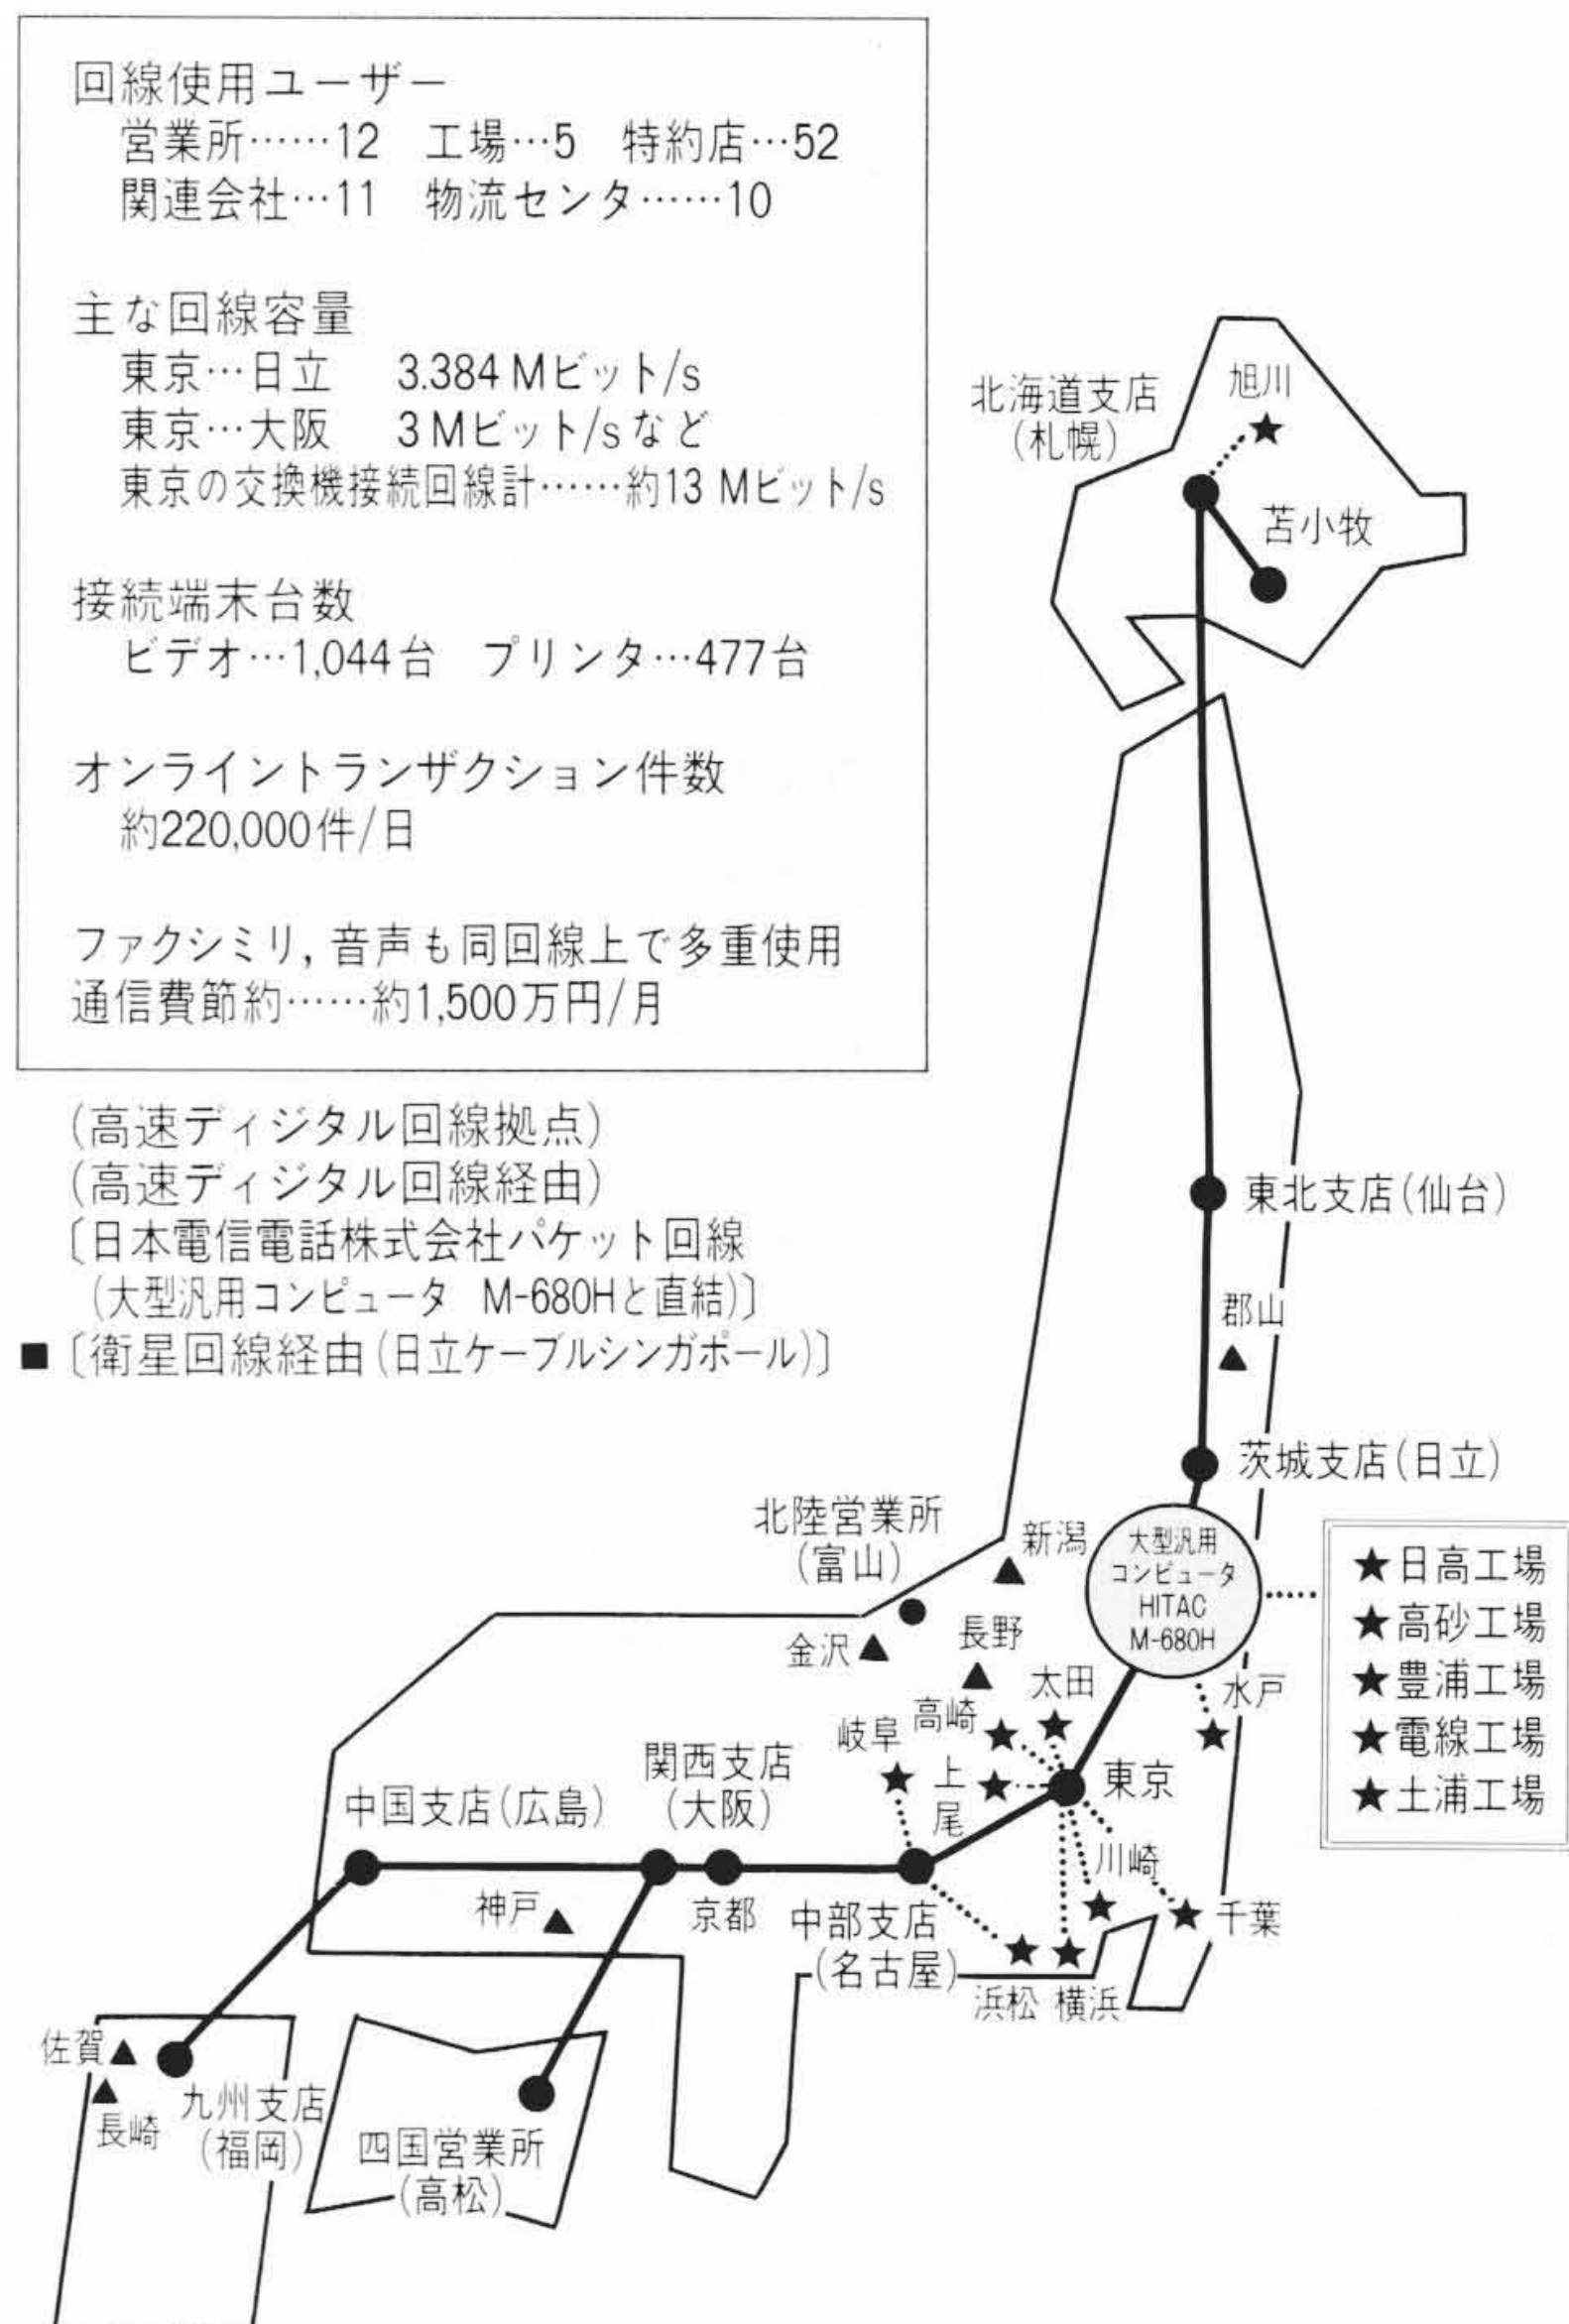 回線使用ユーザー
営業所……12 工場…5 特約店…52
関連会社…11 物流センタ……10
主な回線容量
東京…日立 3.384 Mビット/s
東京…大阪 3 Mビット/sなど
東京の交換機接続回線計……約13 Mビット/s
接続端末台数
ビデオ…1,044台 プリンタ…477台
オンライントランザクション件数
約220,000件/日
ファクシミリ, 音声も同回線上で多重使用
通信費節約……約1,500万円/月
(高速ディジタル回線拠点)
(高速ディジタル回線経由)
〔日本電信電話株式会社パケット回線
(大型汎用コンピュータ M-680Hと直結)〕
■〔衛星回線経由(日立ケーブルシンガポール)〕
北海道支店
(札幌)
旭川
苫小牧
東北支店(仙台)
郡山
茨城支店(日立)
北陸営業所
(富山)
新潟
大型汎用
コンピュータ
HITAC
M-680H
★日高工場
★高砂工場
★豊浦工場
★電線工場
★土浦工場
金沢
長野
太田
水戸
岐阜
高崎
上尾
東京
関西支店
(大阪)
中国支店(広島)
川崎
神戸
京都
中部支店
(名古屋)
千葉
浜松
横浜
佐賀
長崎
九州支店
(福岡)
四国営業所
(高松)